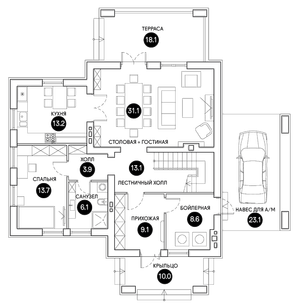 ТЕРРАСА
18.1
31.1
КУХНЯ
13.2
СТОЛОВАЯ + ГОСТИНАЯ
ХОЛЛ
3.9
13.1
ЛЕСТНИЧНЫЙ ХОЛЛ
СПАЛЬНЯ
13.7
САНУЗЕЛ
6.1
ПРИХОЖАЯ
9.1
БОЙЛЕРНАЯ
8.6
НАВЕС ДЛЯ А/М
23.1
КРЫЛЬЦО
10.0